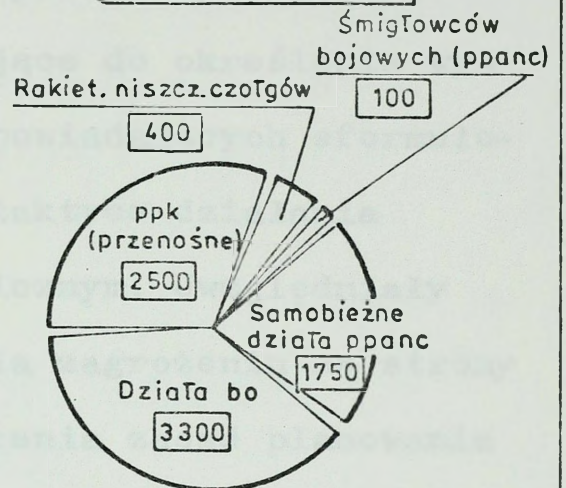 Śmigłowców
bojowych (ppanc)
100
Rakiet. niszcz. czołgów
400
ppk
(przenośne)
2500
Samobieżne
działa ppanc
1750
Działa bo
3300